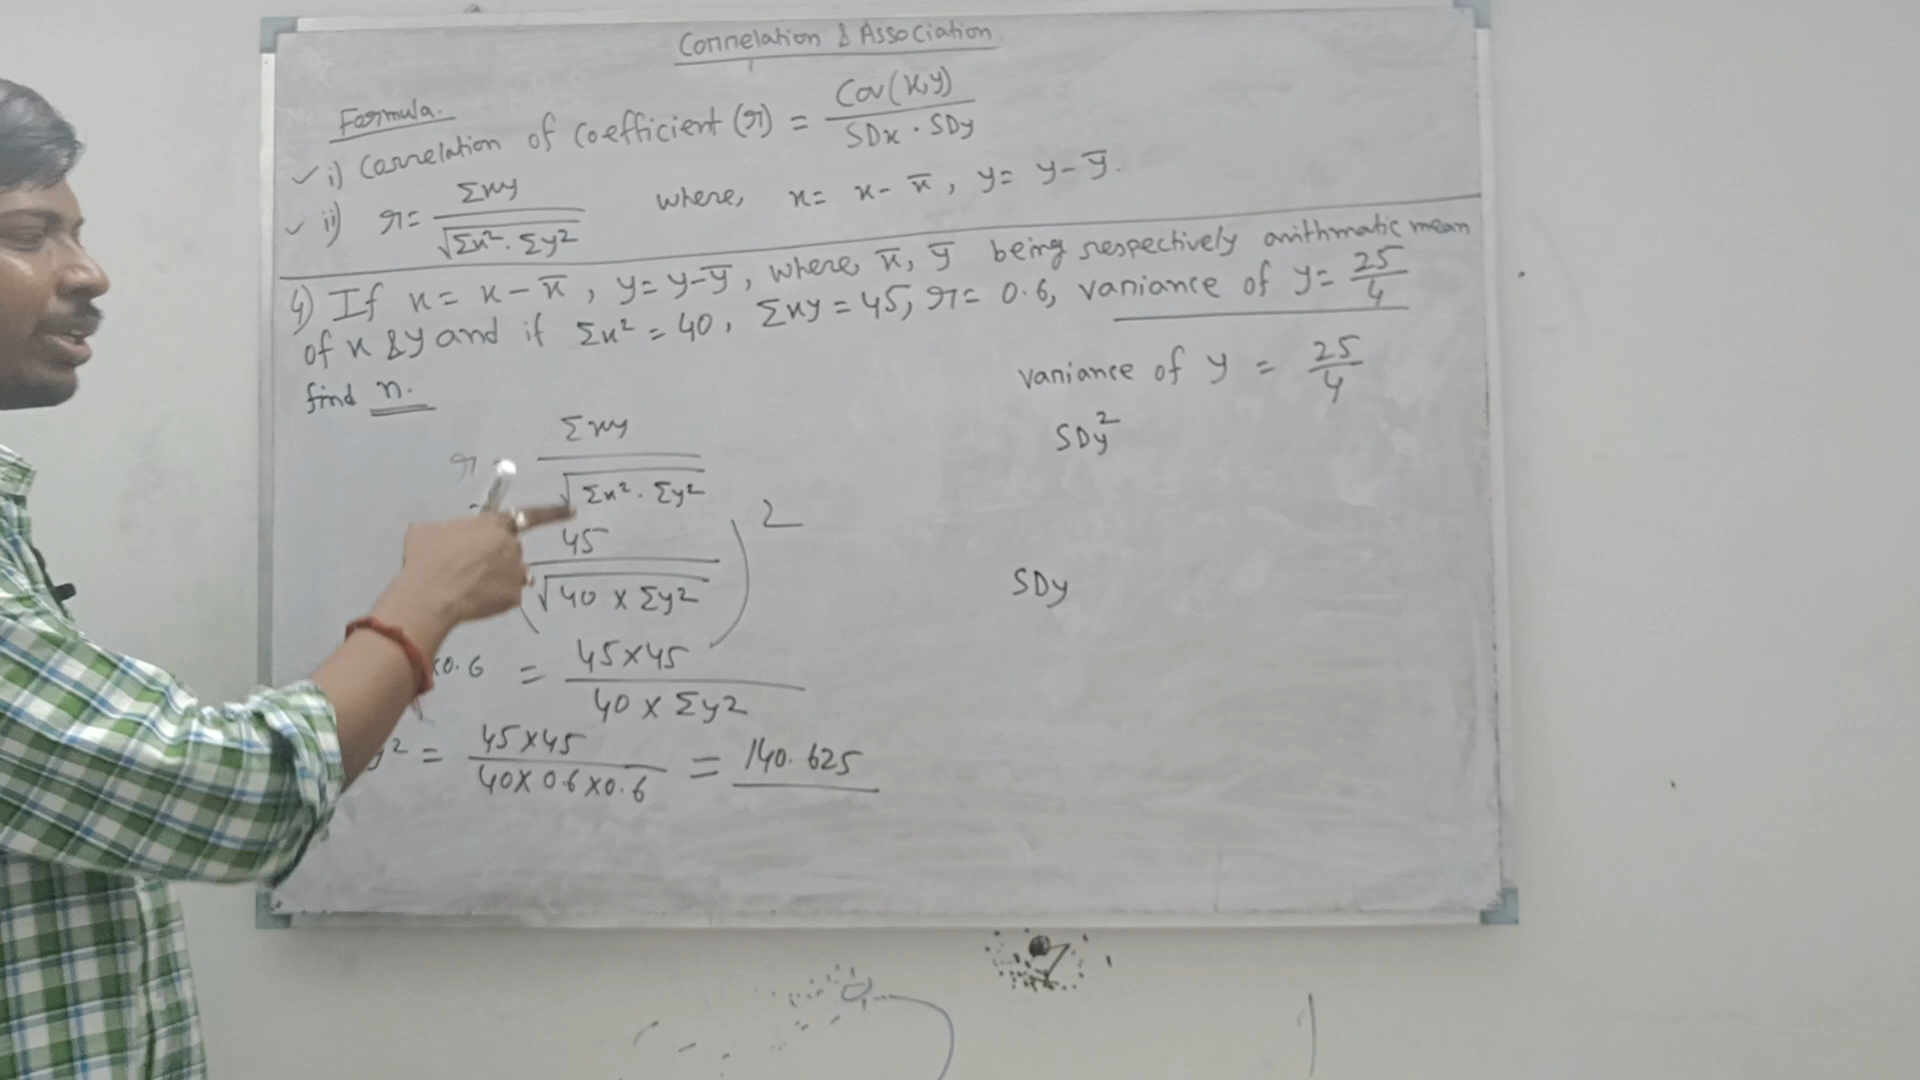 Correlation & Association
Formula.
i) Correlation of Coefficient (r) = Cov(x,y) / SDx · SDy
ii) r = Σxy / √Σx² · Σy² where, x = x - x̄, y = y - ȳ.
4) If x = x - x̄, y = y - ȳ, where x̄, ȳ being respectively arithmatic mean
of x & y and if Σx² = 40, Σxy = 45, r = 0.6, variance of y = 25/4
find n.
r Σxy / √Σx² · Σy²
45 / √40 × Σy² )2
×0.6 = 45×45 / 40 × Σy2
y² = 45×45 / 40×0.6×0.6 = 140.625
variance of y = 25/4
SDy²
SDy